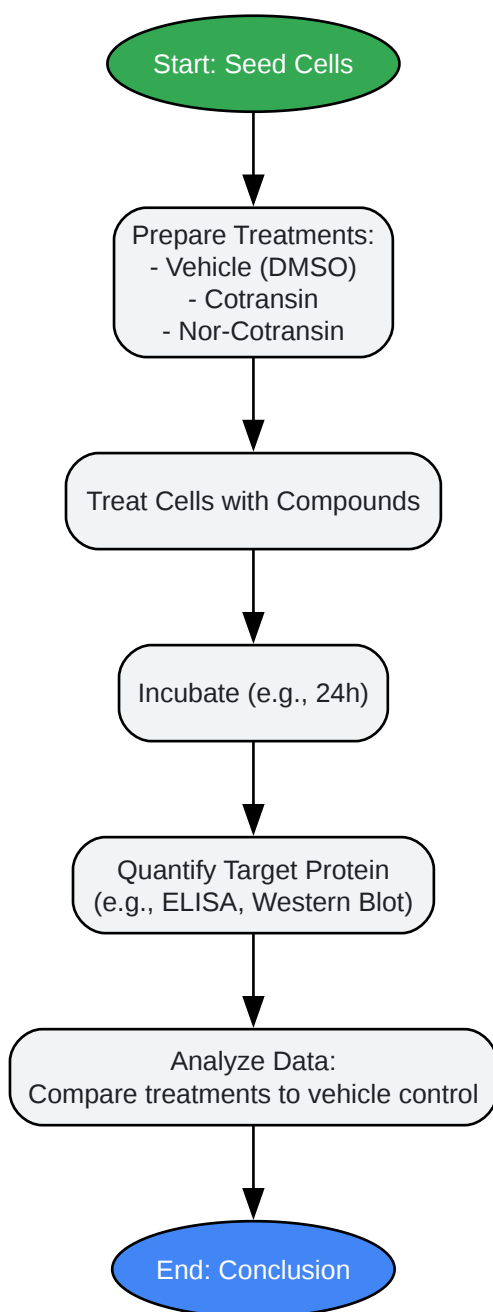 Start: Seed Cells
Prepare Treatments:
- Vehicle (DMSO)
- Cotransin
- Nor-Cotransin
Treat Cells with Compounds
Incubate (e.g., 24h)
Quantify Target Protein
(e.g., ELISA, Western Blot)
Analyze Data:
Compare treatments to vehicle control
End: Conclusion